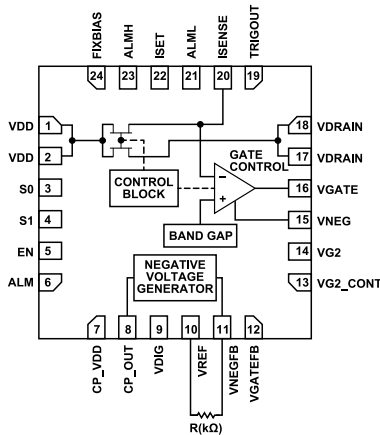 FIXBIAS
ALMH
ISET
ALML
ISENSE
TRIGOUT
24
23
22
21
20
19
VDD 1
18 VDRAIN
VDD 2
17 VDRAIN
GATE CONTROL
S0 3
CONTROL BLOCK
−
+
16 VGATE
S1 4
15 VNEG
BAND GAP
EN 5
14 VG2
NEGATIVE VOLTAGE GENERATOR
ALM 6
13 VG2_CONT
7
8
9
10
11
12
CP_VDD
CP_OUT
VDIG
VREF
VNEGFB
VGATEFB
R(kΩ)